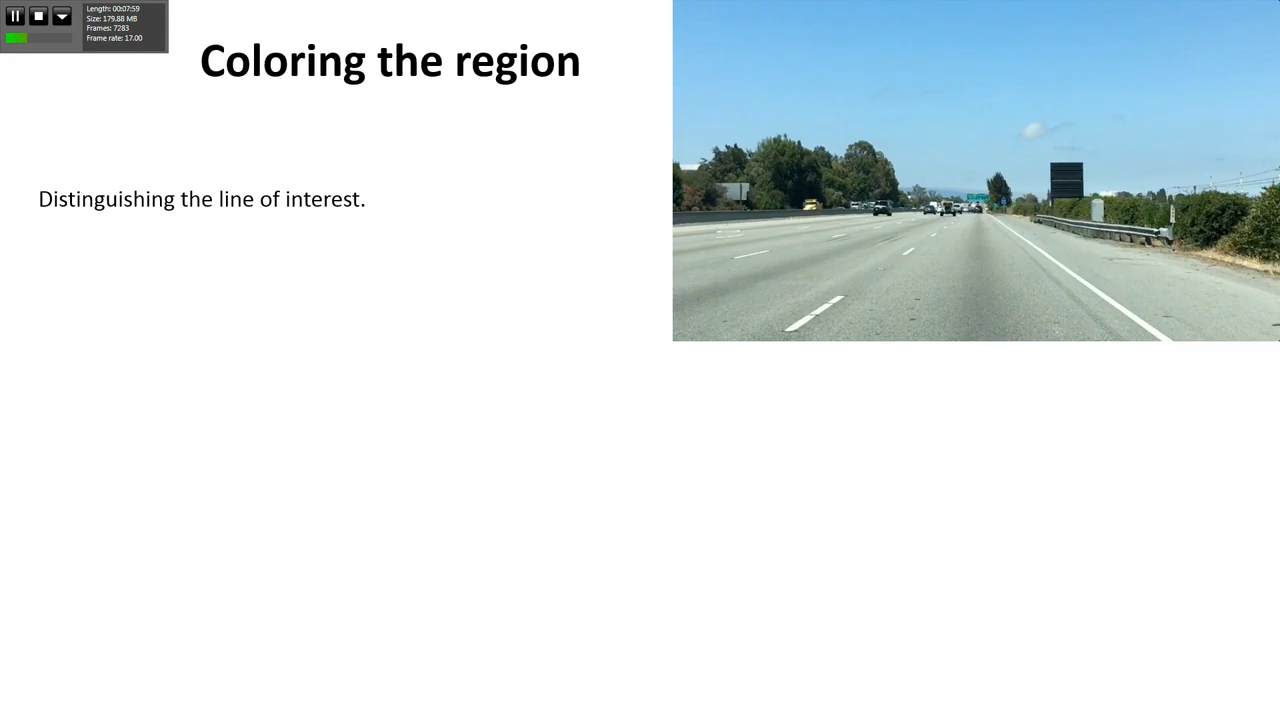 Length: 00:07:59
Size: 179.88 MB
Frames: 7283
Frame rate: 17.00
Coloring the region
Distinguishing the line of interest.